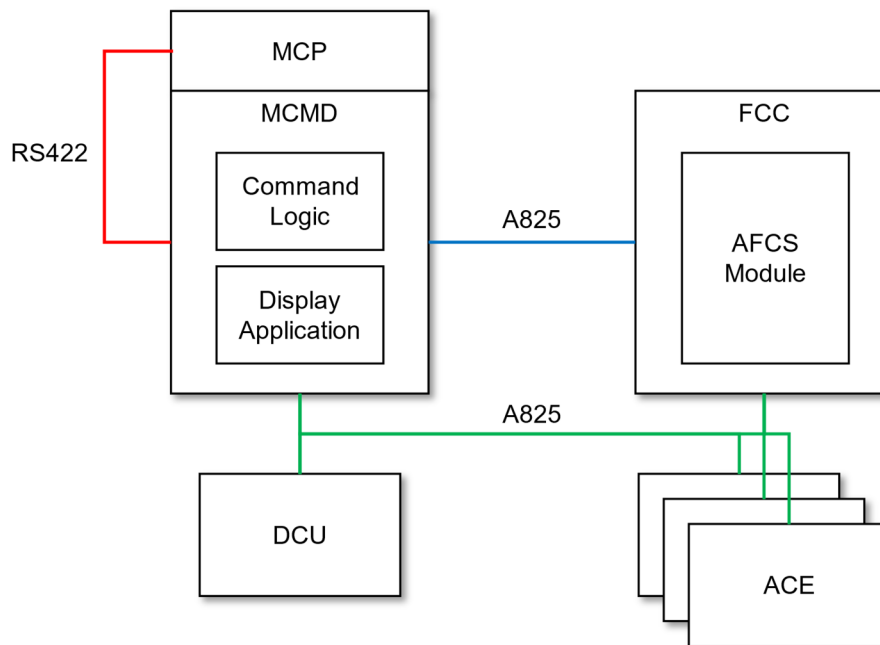 MCP
MCMD
FCC
RS422
Command
Logic
A825
AFCS
Module
Display
Application
A825
DCU
ACE